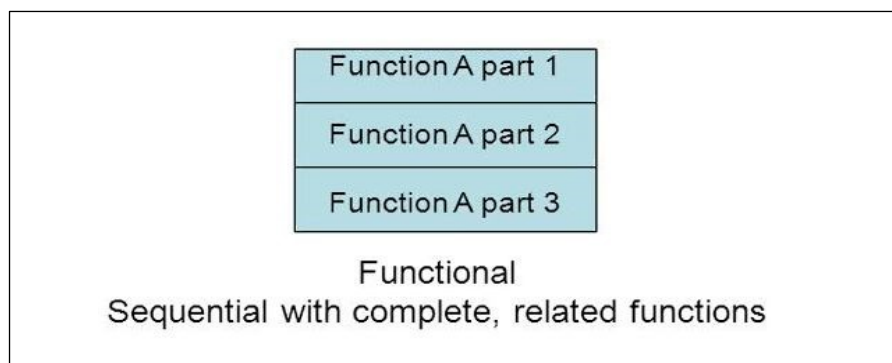 Function A part 1
Function A part 2
Function A part 3
Functional
Sequential with complete, related functions